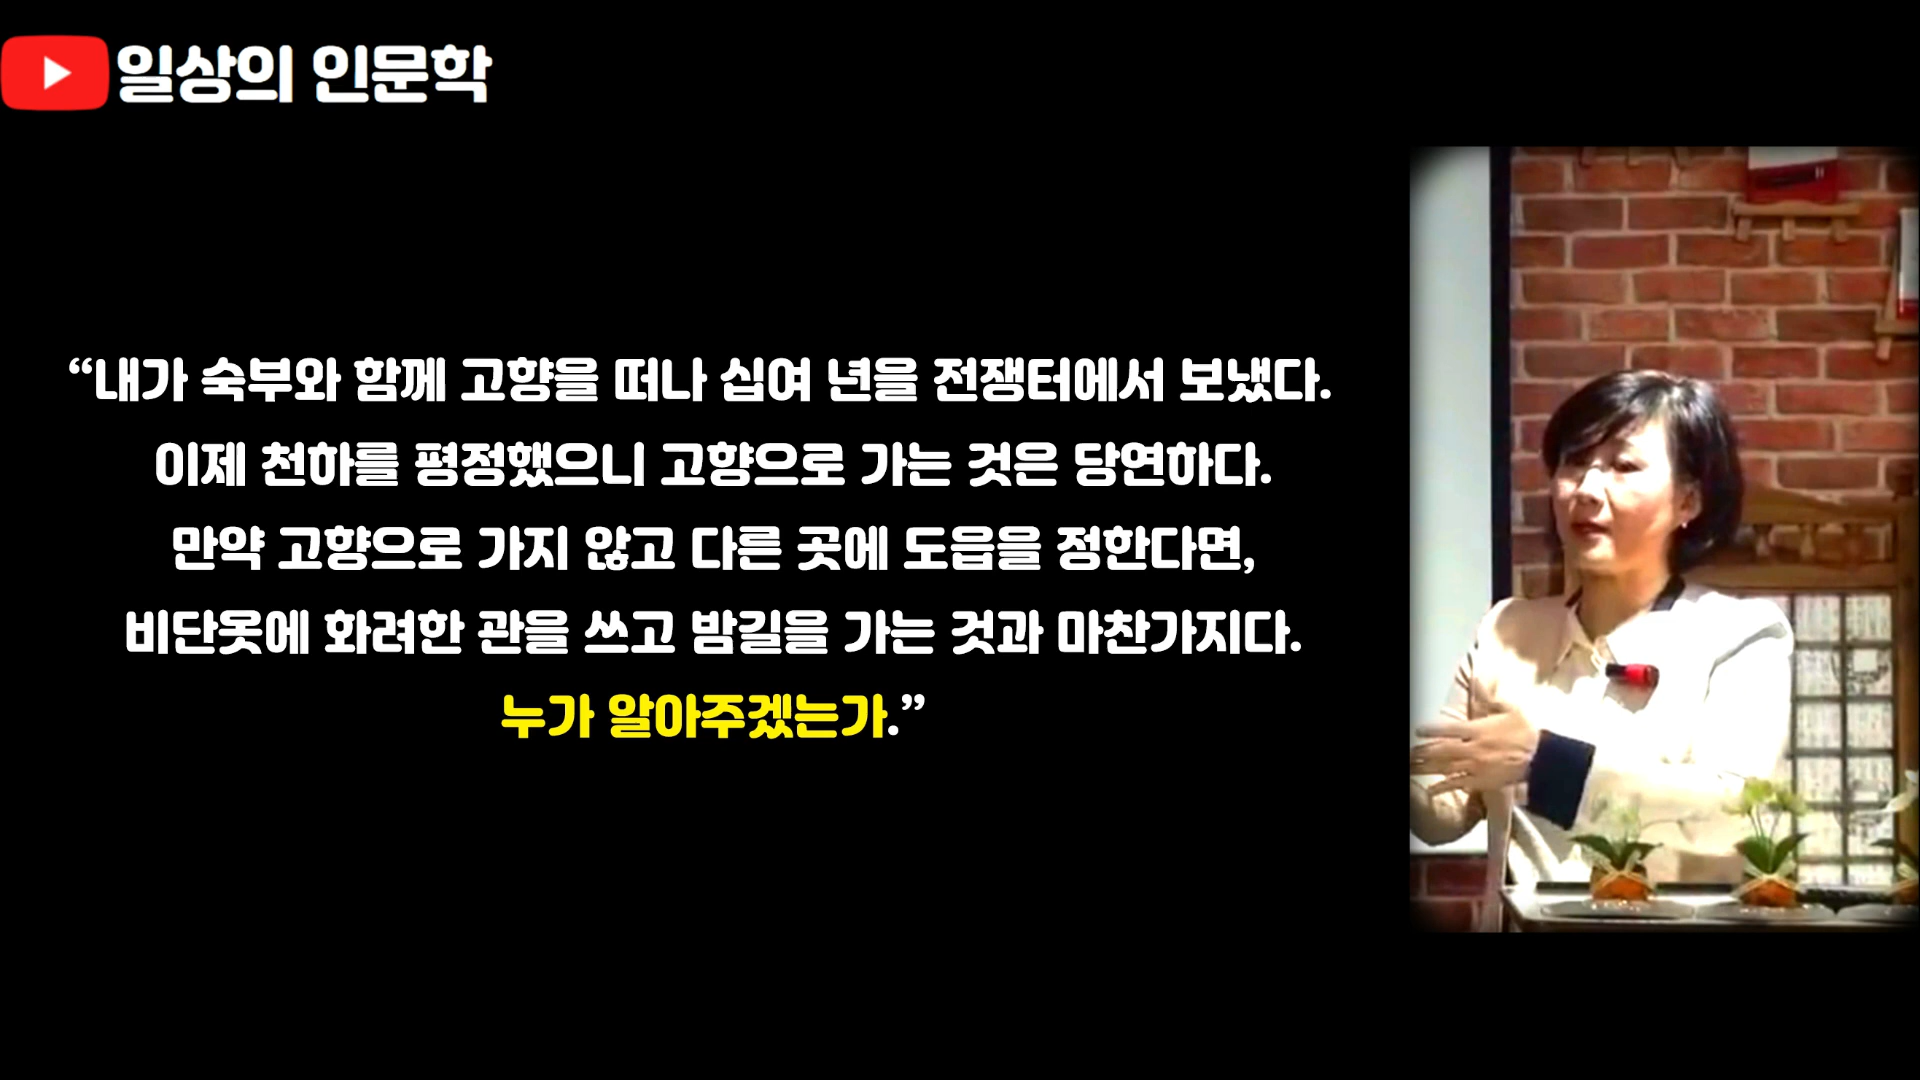 일상의 인문학
“내가 숙부와 함께 고향을 떠나 십여 년을 전쟁터에서 보냈다.
이제 천하를 평정했으니 고향으로 가는 것은 당연하다.
만약 고향으로 가지 않고 다른 곳에 도읍을 정한다면,
비단옷에 화려한 관을 쓰고 밤길을 가는 것과 마찬가지다.
누가 알아주겠는가.”